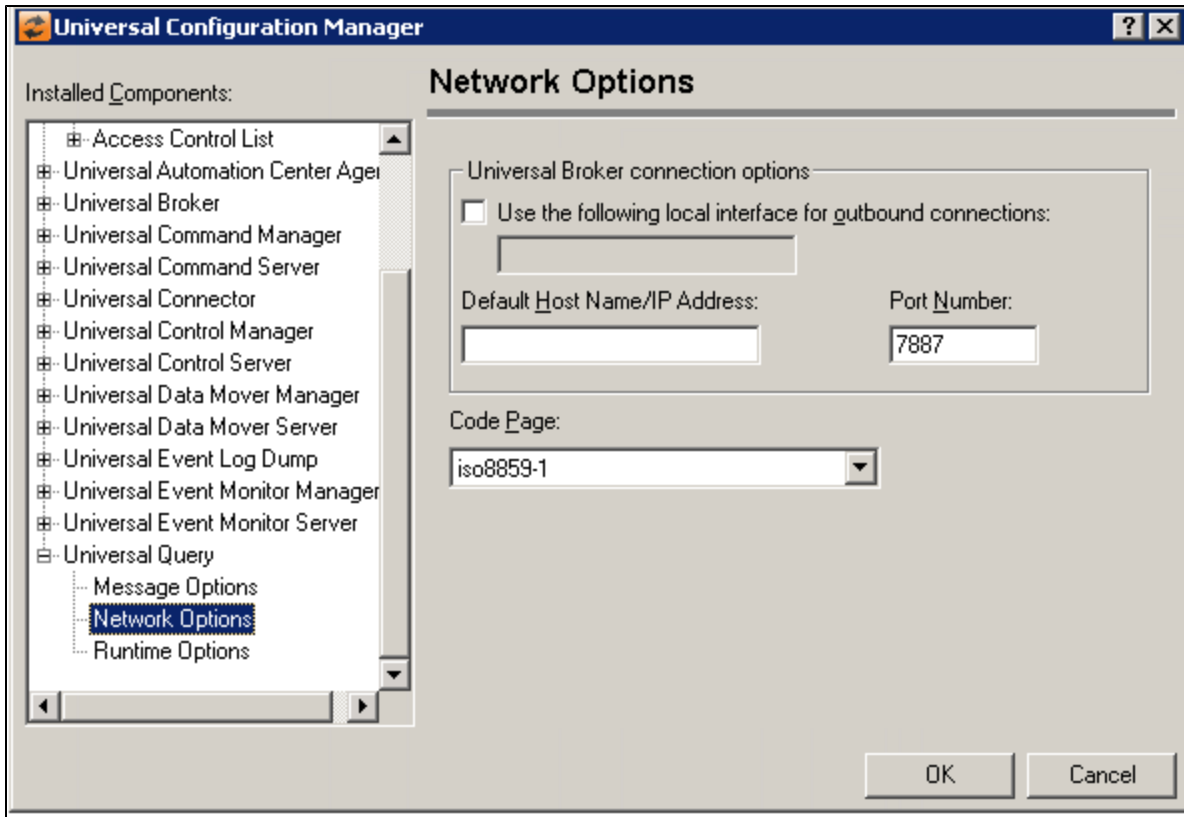 Universal Configuration Manager
Installed Components:
Access Control List
Universal Automation Center Agen
Universal Broker
Universal Command Manager
Universal Command Server
Universal Connector
Universal Control Manager
Universal Control Server
Universal Data Mover Manager
Universal Data Mover Server
Universal Event Log Dump
Universal Event Monitor Manager
Universal Event Monitor Server
Universal Query
Message Options
Network Options
Runtime Options
Network Options
Universal Broker connection options
Use the following local interface for outbound connections:
Default Host Name/IP Address: Port Number:
7887
Code Page:
iso8859-1
OK Cancel